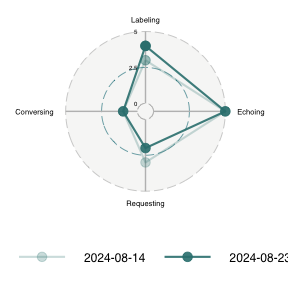 Labeling
5
2.5
0
Conversing
Echoing
Requesting
2024-08-14
2024-08-23